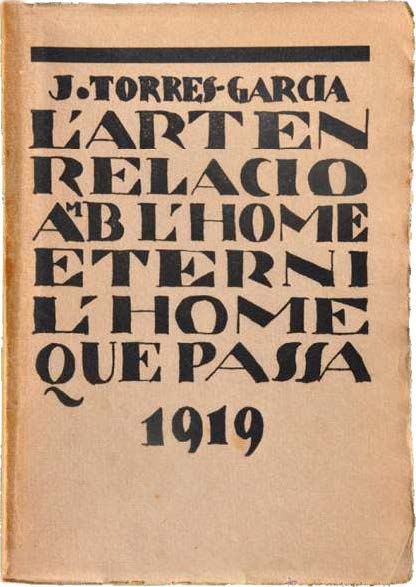 J. TORRES-GARCIA
L'ART EN
RELACIO
AMB L'HOME
ETERN I
L'HOME
QUE PASSA
1919